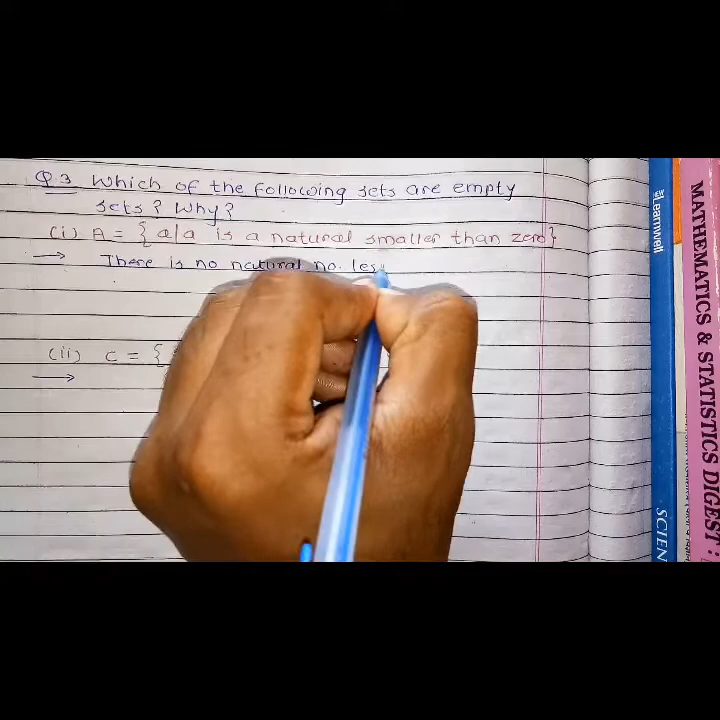 Q.3 Which of the following sets are empty
sets? Why?
(i) A = { a/a is a natural smaller than zero}
→ There is no natural no. les
(ii) C = {
→
Learnwell
SCIEN
MATHEMATICS & STATISTICS DIGEST :